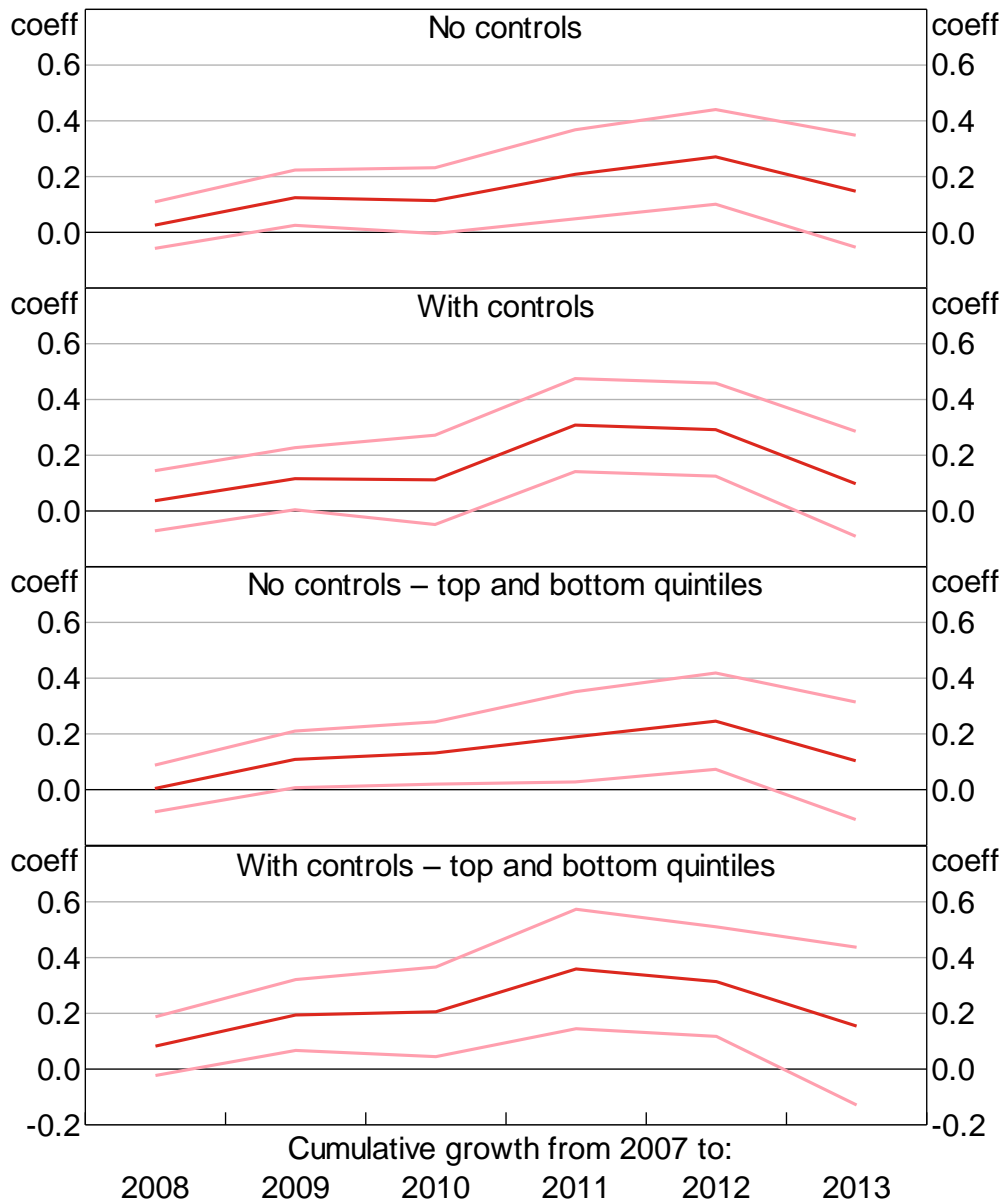 coeff No controls coeff
0.6 0.6
0.4 0.4
0.2 0.2
0.0 0.0
coeff With controls coeff
0.6 0.6
0.4 0.4
0.2 0.2
0.0 0.0
coeff No controls – top and bottom quintiles coeff
0.6 0.6
0.4 0.4
0.2 0.2
0.0 0.0
coeff With controls – top and bottom quintiles coeff
0.6 0.6
0.4 0.4
0.2 0.2
0.0 0.0
-0.2 -0.2
Cumulative growth from 2007 to:
2008 2009 2010 2011 2012 2013